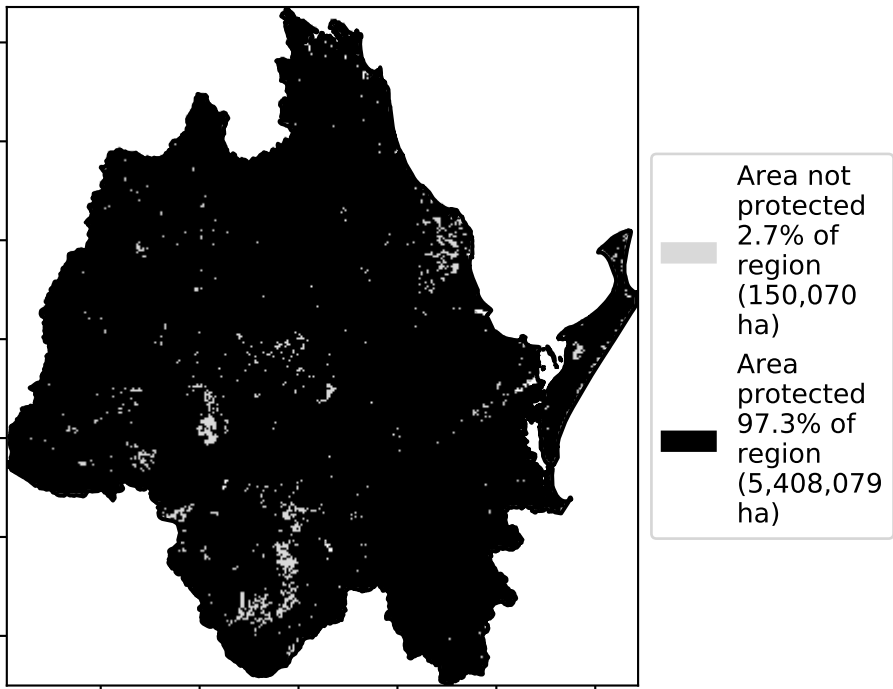 Area not
protected
2.7% of
region
(150,070
ha)
Area
protected
97.3% of
region
(5,408,079
ha)